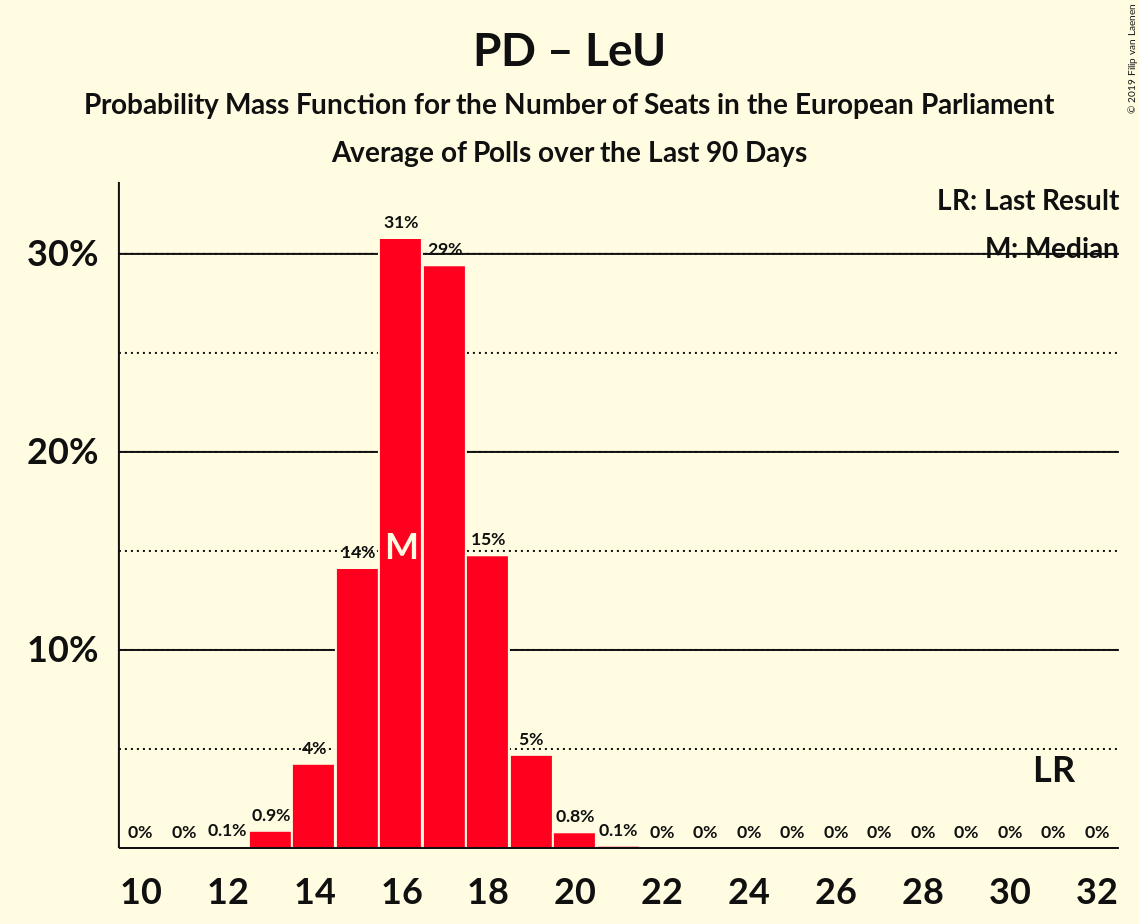 PD – LeU
Probability Mass Function for the Number of Seats in the European Parliament
Average of Polls over the Last 90 Days
© 2019 Filip van Laenen
LR: Last Result
M: Median
30%
20%
10%
0% 0% 0.1% 0.9% 4% 14% 31% 29% 15% 5% 0.8% 0.1% 0% 0% 0% 0% 0% 0% 0% 0% 0% 0% 0%
M
LR
10 12 14 16 18 20 22 24 26 28 30 32